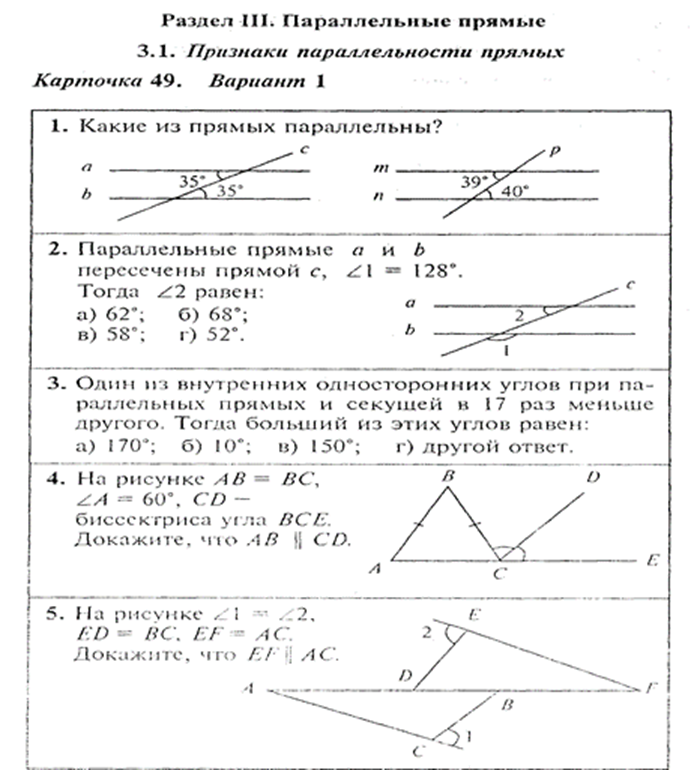 Раздел III. Параллельные прямые
3.1. Признаки параллельности прямых
Карточка 49. Вариант 1
1. Какие из прямых параллельны?
c
a
35°
b
35°
p
m
39°
n
40°
2. Параллельные прямые a и b
пересечены прямой c, ∠1 = 128°.
Тогда ∠2 равен:
а) 62°; б) 68°;
в) 58°; г) 52°.
c
a
2
b
1
3. Один из внутренних односторонних углов при па-
раллельных прямых и секущей в 17 раз меньше
другого. Тогда больший из этих углов равен:
а) 170°; б) 10°; в) 150°; г) другой ответ.
4. На рисунке AB = BC,
∠A = 60°, CD –
биссектриса угла BCE.
Докажите, что AB ∥ CD.
B
D
A
C
E
5. На рисунке ∠1 = ∠2,
ED = BC, EF = AC.
Докажите, что EF ∥ AC.
E
2
D
A
B
F
C
1